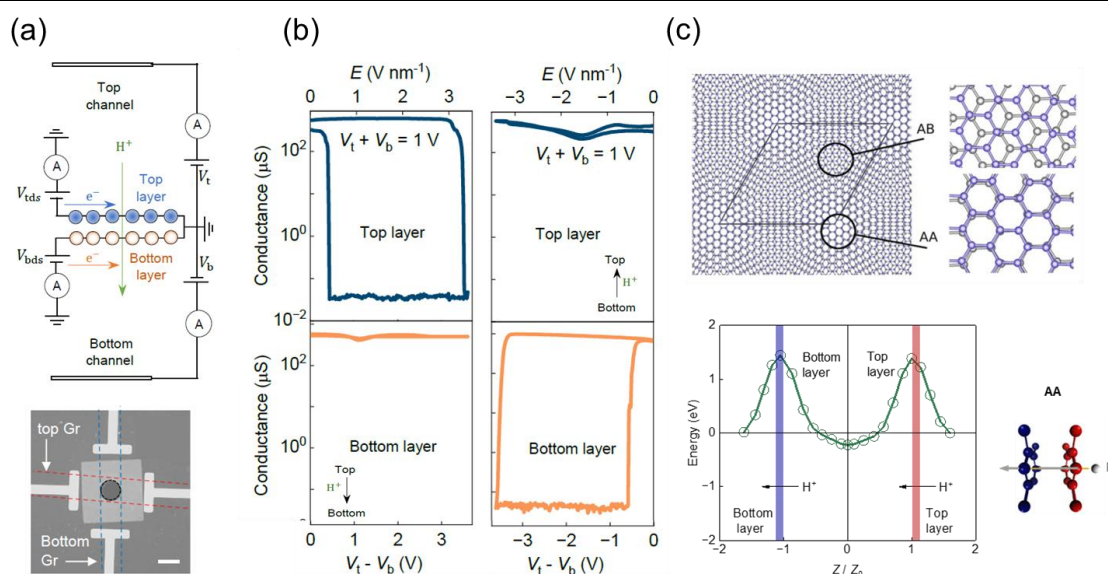 (a)
Top
channel
H⁺
A
A
Vt
Vtds
e⁻
Top
layer
Vbds
e⁻
Bottom
layer
Vb
A
A
Bottom
channel
top Gr
Bottom
Gr
(b)
E (V nm⁻¹)
0 1 2 3
Conductance (μS)
10²
10⁰
10⁻²
Vt + Vb = 1 V
Top layer
E (V nm⁻¹)
−3 −2 −1 0
Vt + Vb = 1 V
Top layer
Top
H⁺
Bottom
Conductance (μS)
10²
10⁰
Bottom layer
Top
H⁺
Bottom
0 1 2 3
Vt - Vb (V)
Bottom layer
-3 -2 -1 0
Vt - Vb (V)
(c)
AB
AA
Energy (eV)
2
1
0
−1
−2
Bottom
layer
Top
layer
H⁺
H⁺
Bottom
layer
Top
layer
−2 −1 0 1 2
Z / Z₀
AA